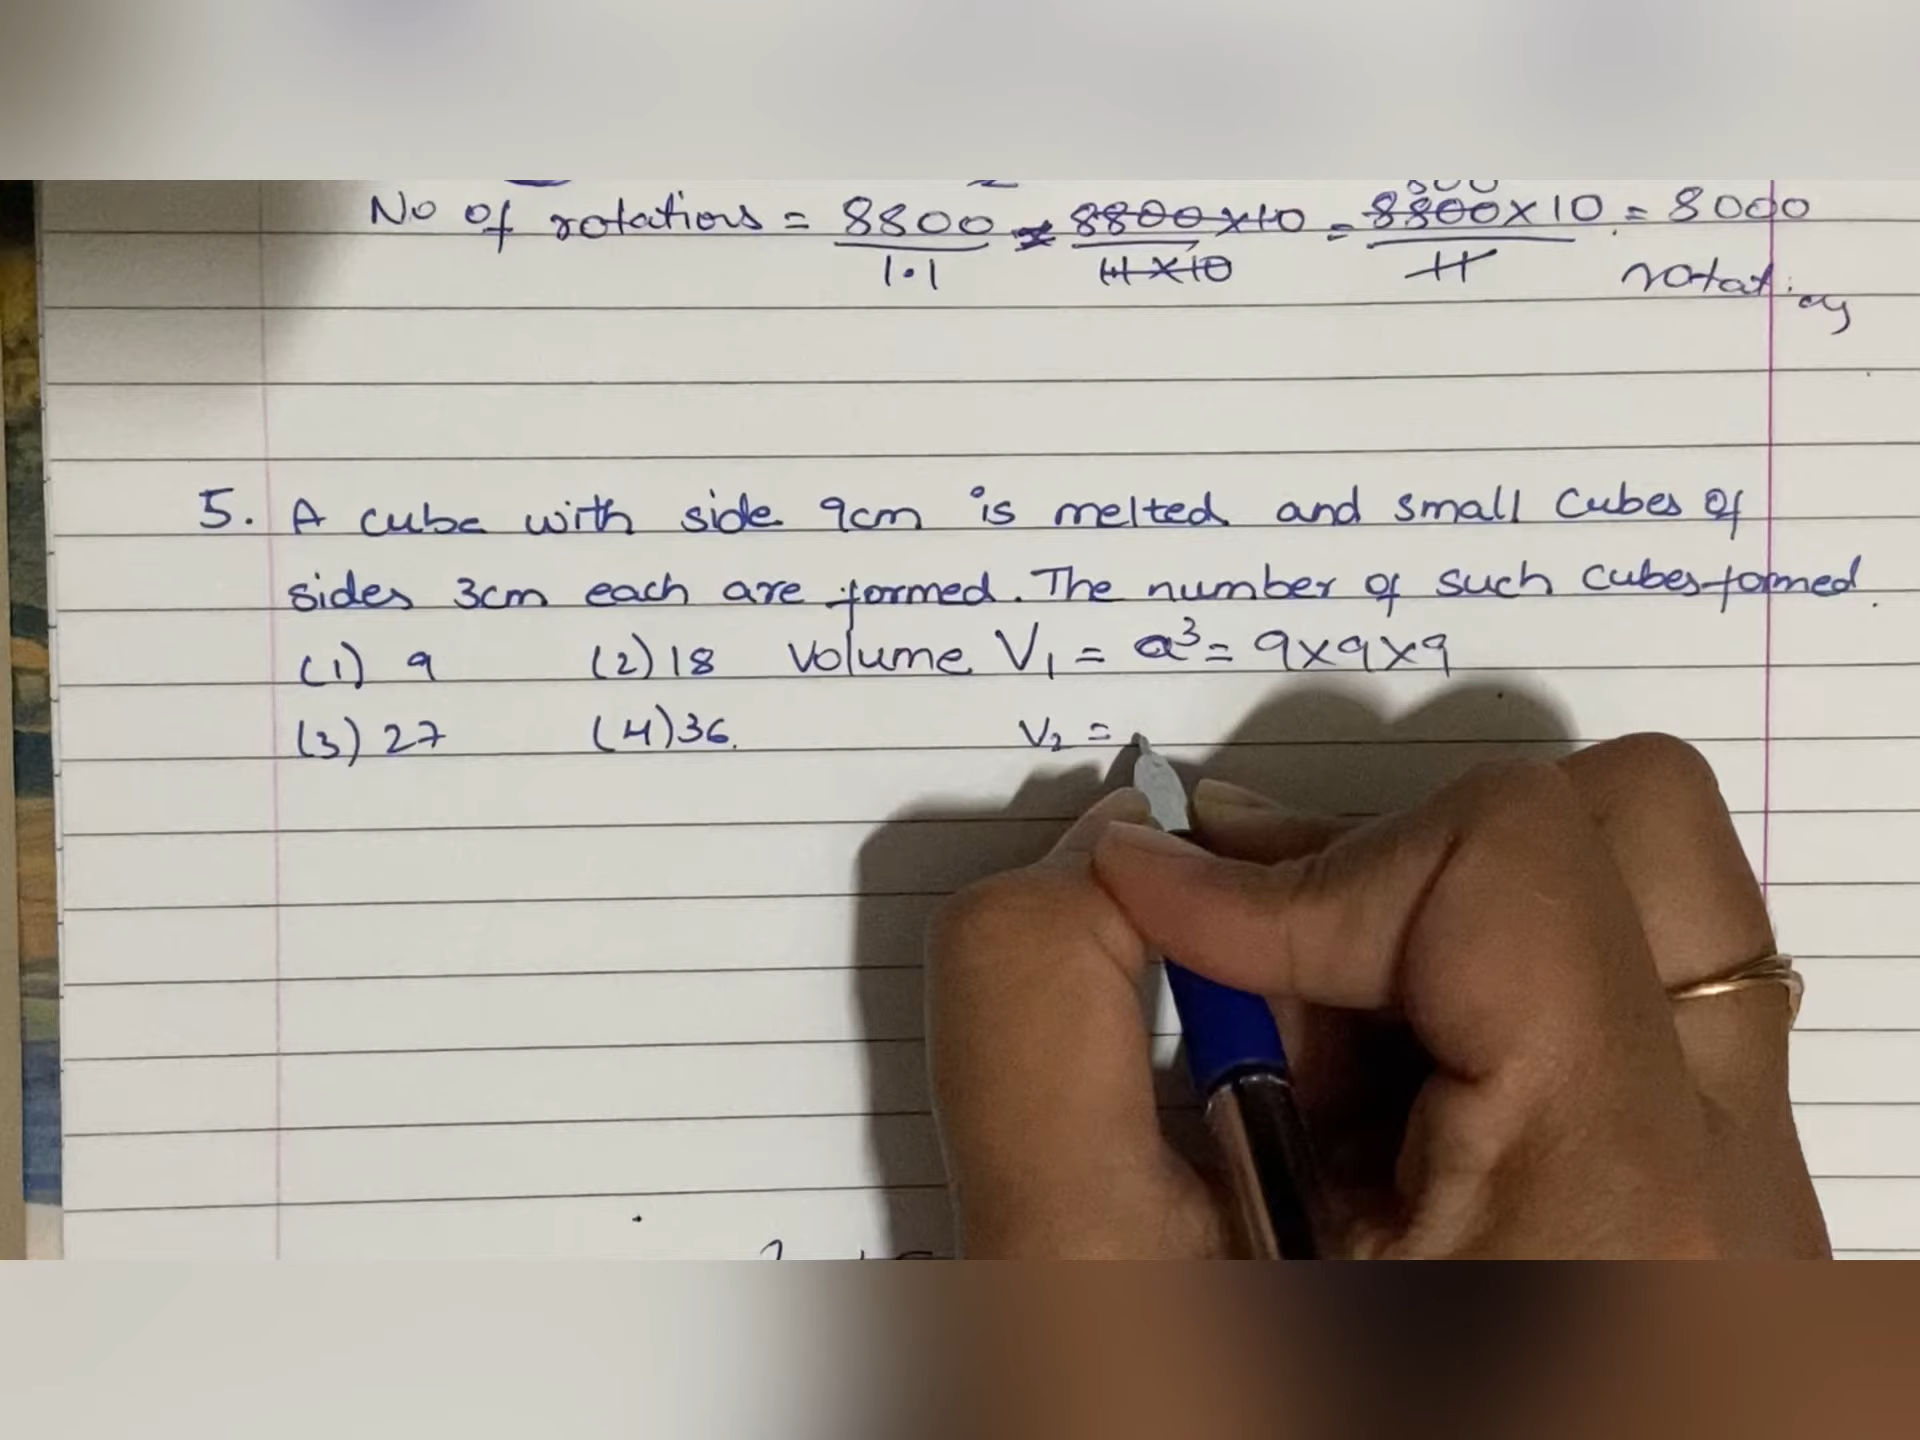 No of rotations = 8800/1.1 = 8800×10/11×10 = 8800×10/11 = 8000
800
rotations
5. A cube with side 9cm is melted and small cubes of
sides 3cm each are formed. The number of such cubes formed.
(1) 9 (2) 18 Volume V₁ = a³ = 9×9×9
(3) 27 (4) 36. V₂ =